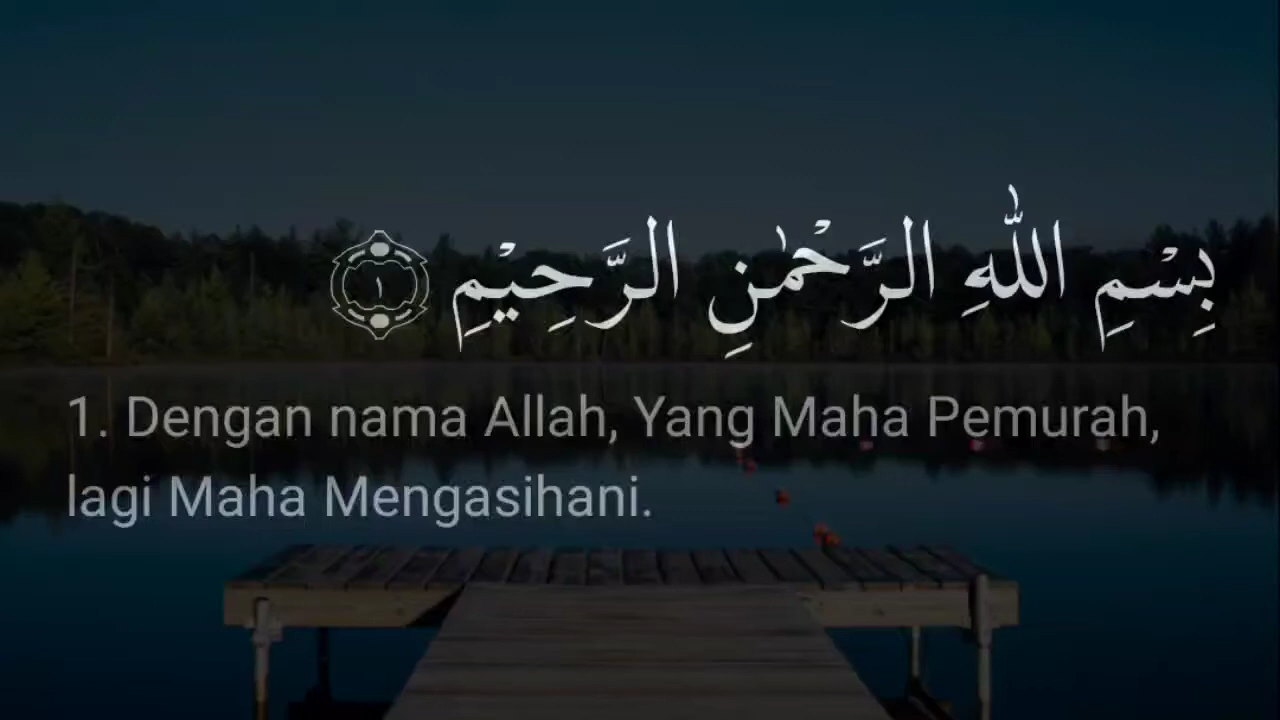 بِسْمِ اللّٰهِ الرَّحْمٰنِ الرَّحِيْمِ ۝١
1. Dengan nama Allah, Yang Maha Pemurah,
lagi Maha Mengasihani.